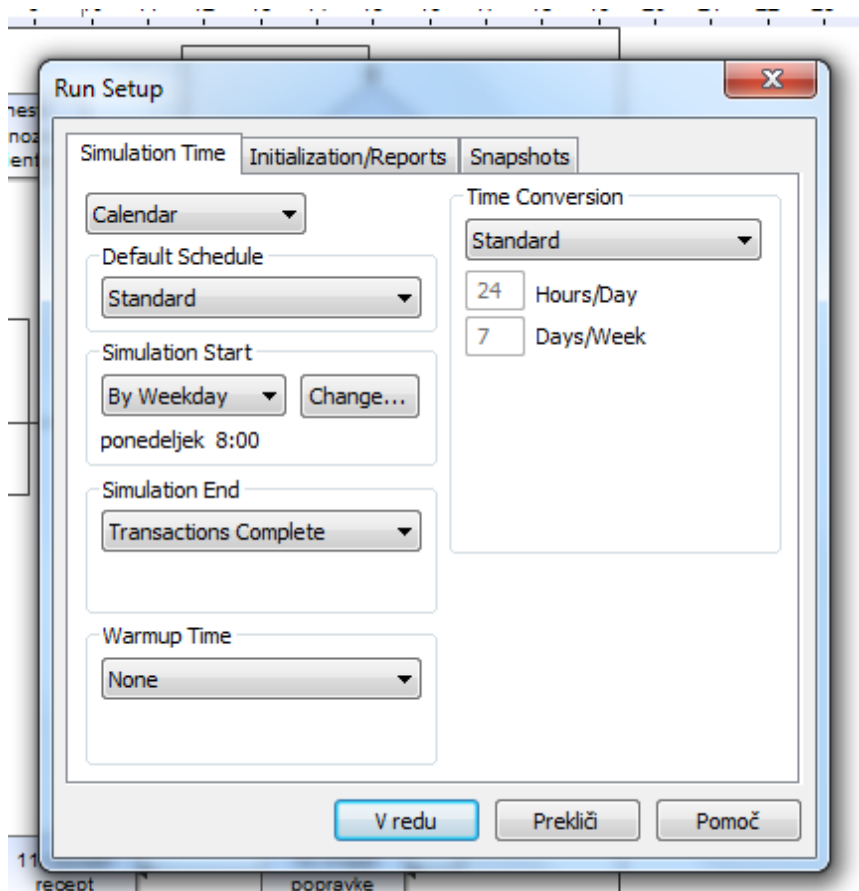 Run Setup
Simulation Time
Initialization/Reports
Snapshots
Calendar
Default Schedule
Standard
Simulation Start
By Weekday
Change...
ponedeljek 8:00
Simulation End
Transactions Complete
Warmup Time
None
Time Conversion
Standard
24 Hours/Day
7 Days/Week
V redu
Prekliči
Pomoč
11
recept
popravke